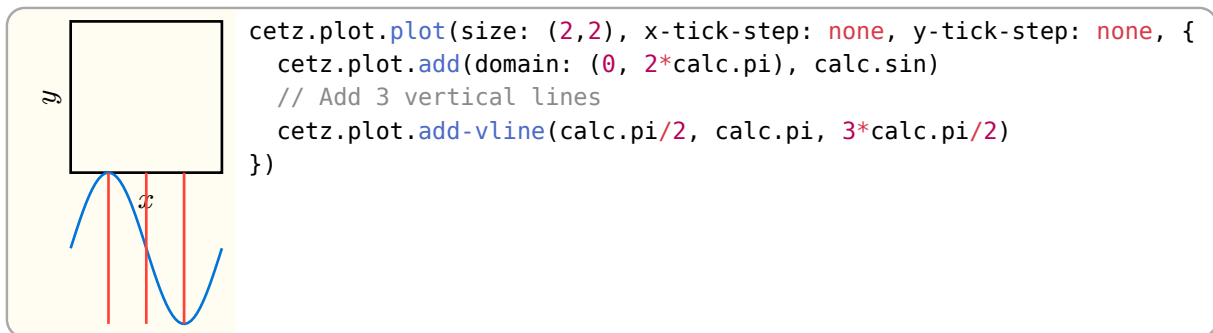 y
x
cetz.plot.plot(size: (2,2), x-tick-step: none, y-tick-step: none, {
  cetz.plot.add(domain: (0, 2*calc.pi), calc.sin)
  // Add 3 vertical lines
  cetz.plot.add-vline(calc.pi/2, calc.pi, 3*calc.pi/2)
})